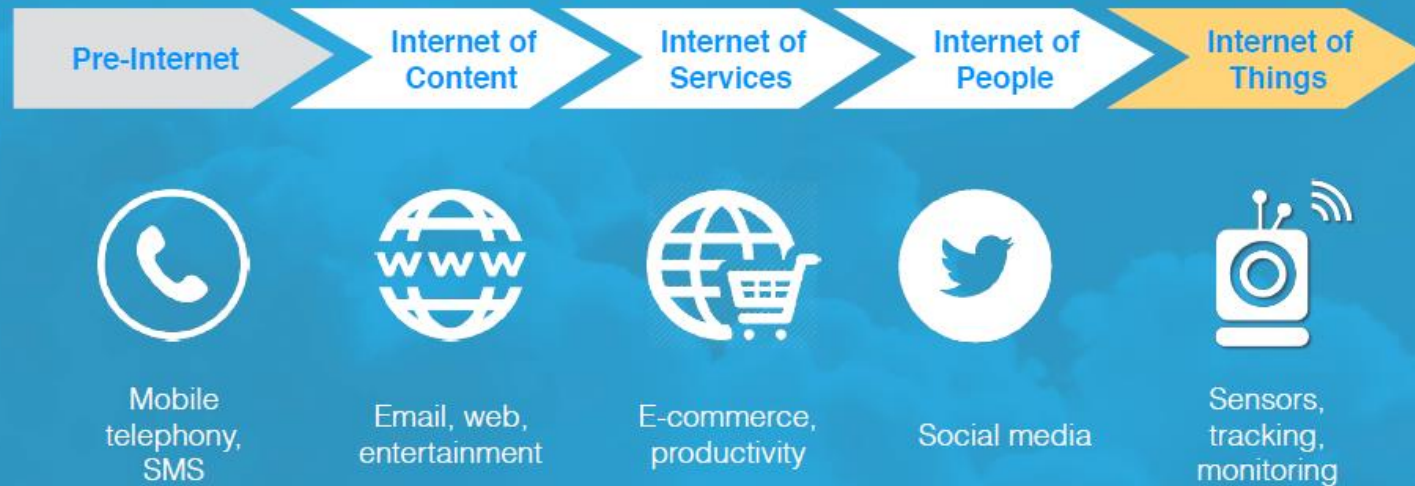 Pre-Internet
Internet of
Content
Internet of
Services
Internet of
People
Internet of
Things
www
Mobile
telephony,
SMS
Email, web,
entertainment
E-commerce,
productivity
Social media
Sensors,
tracking,
monitoring